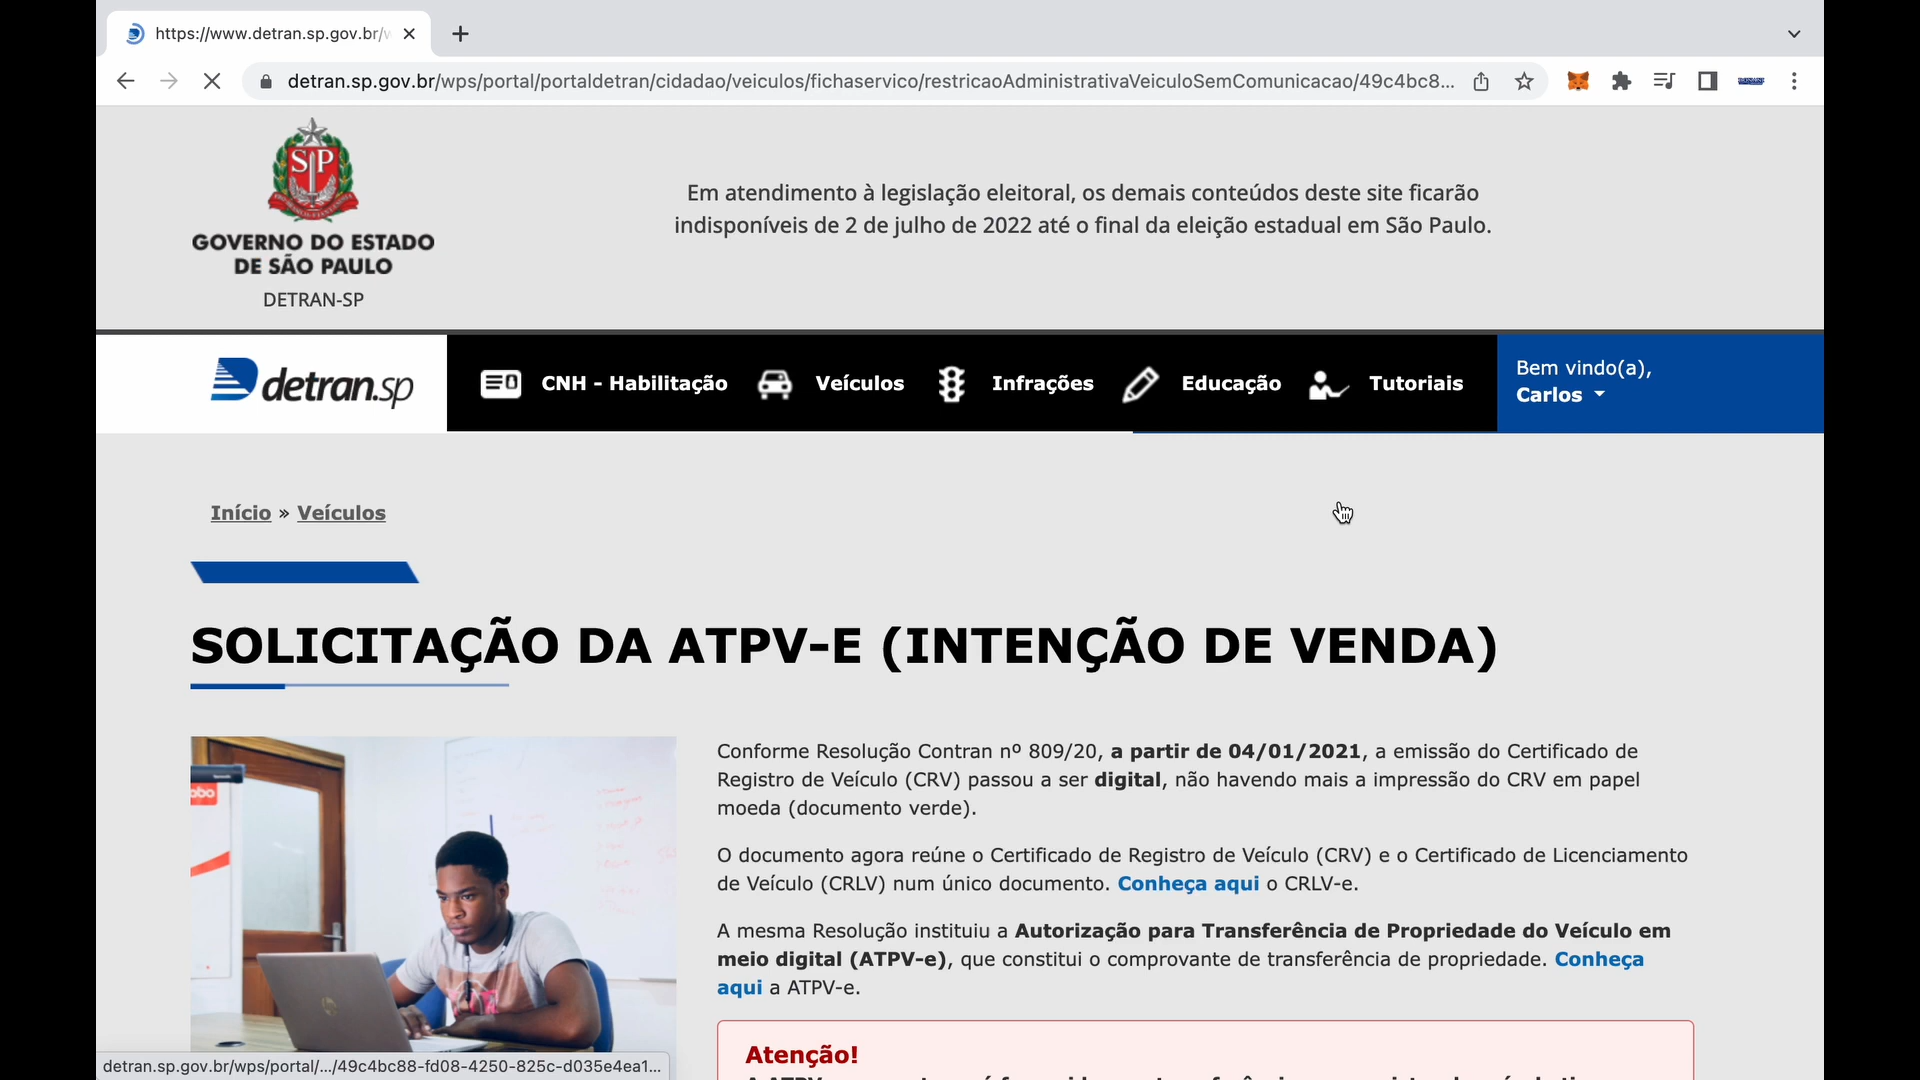 https://www.detran.sp.gov.br/w
detran.sp.gov.br/wps/portal/portaldetran/cidadao/veiculos/fichaservico/restricaoAdministrativaVeiculoSemComunicacao/49c4bc8...
SP
GOVERNO DO ESTADO
DE SÃO PAULO
DETRAN-SP
Em atendimento à legislação eleitoral, os demais conteúdos deste site ficarão
indisponíveis de 2 de julho de 2022 até o final da eleição estadual em São Paulo.
detran.sp
CNH - Habilitação
Veículos
Infrações
Educação
Tutoriais
Bem vindo(a),
Carlos
Início » Veículos
SOLICITAÇÃO DA ATPV-E (INTENÇÃO DE VENDA)
Conforme Resolução Contran nº 809/20, a partir de 04/01/2021, a emissão do Certificado de
Registro de Veículo (CRV) passou a ser digital, não havendo mais a impressão do CRV em papel
moeda (documento verde).
O documento agora reúne o Certificado de Registro de Veículo (CRV) e o Certificado de Licenciamento
de Veículo (CRLV) num único documento. Conheça aqui o CRLV-e.
A mesma Resolução instituiu a Autorização para Transferência de Propriedade do Veículo em
meio digital (ATPV-e), que constitui o comprovante de transferência de propriedade. Conheça
aqui a ATPV-e.
Atenção!
detran.sp.gov.br/wps/portal/.../49c4bc88-fd08-4250-825c-d035e4ea1...